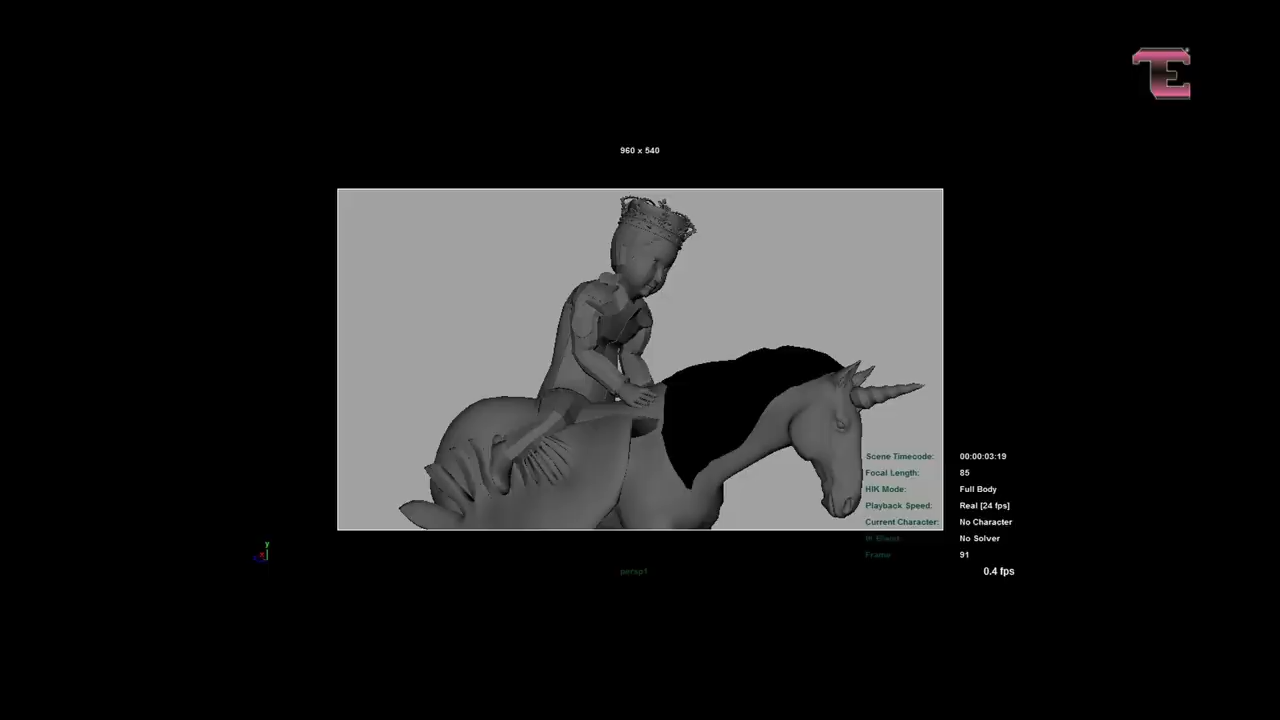 TE
960 x 540
Scene Timecode: 00:00:03:19
Focal Length: 85
HIK Mode: Full Body
Playback Speed: Real [24 fps]
Current Character: No Character
No Solver
Frame: 91
persp1
0.4 fps
y
x